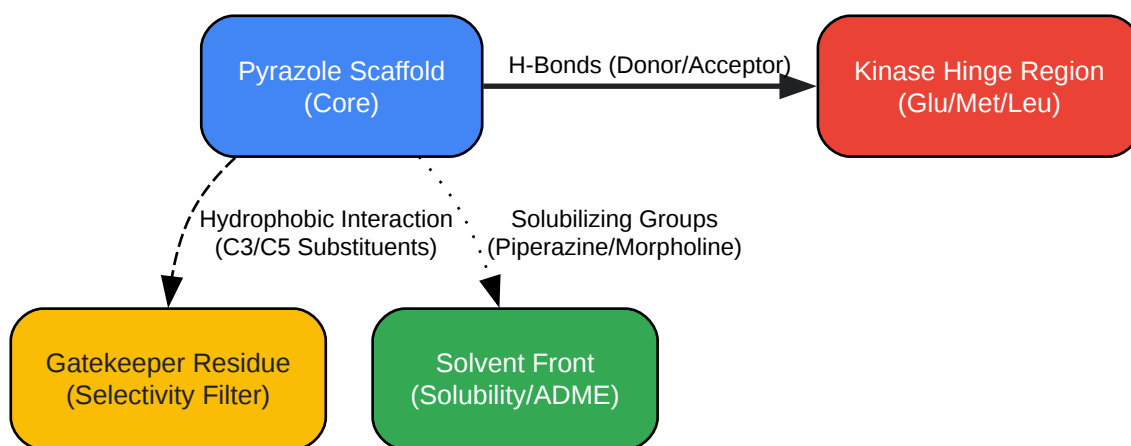 Pyrazole Scaffold
(Core)
H-Bonds (Donor/Acceptor)
Kinase Hinge Region
(Glu/Met/Leu)
Hydrophobic Interaction
(C3/C5 Substituents)
Solubilizing Groups
(Piperazine/Morpholine)
Gatekeeper Residue
(Selectivity Filter)
Solvent Front
(Solubility/ADME)